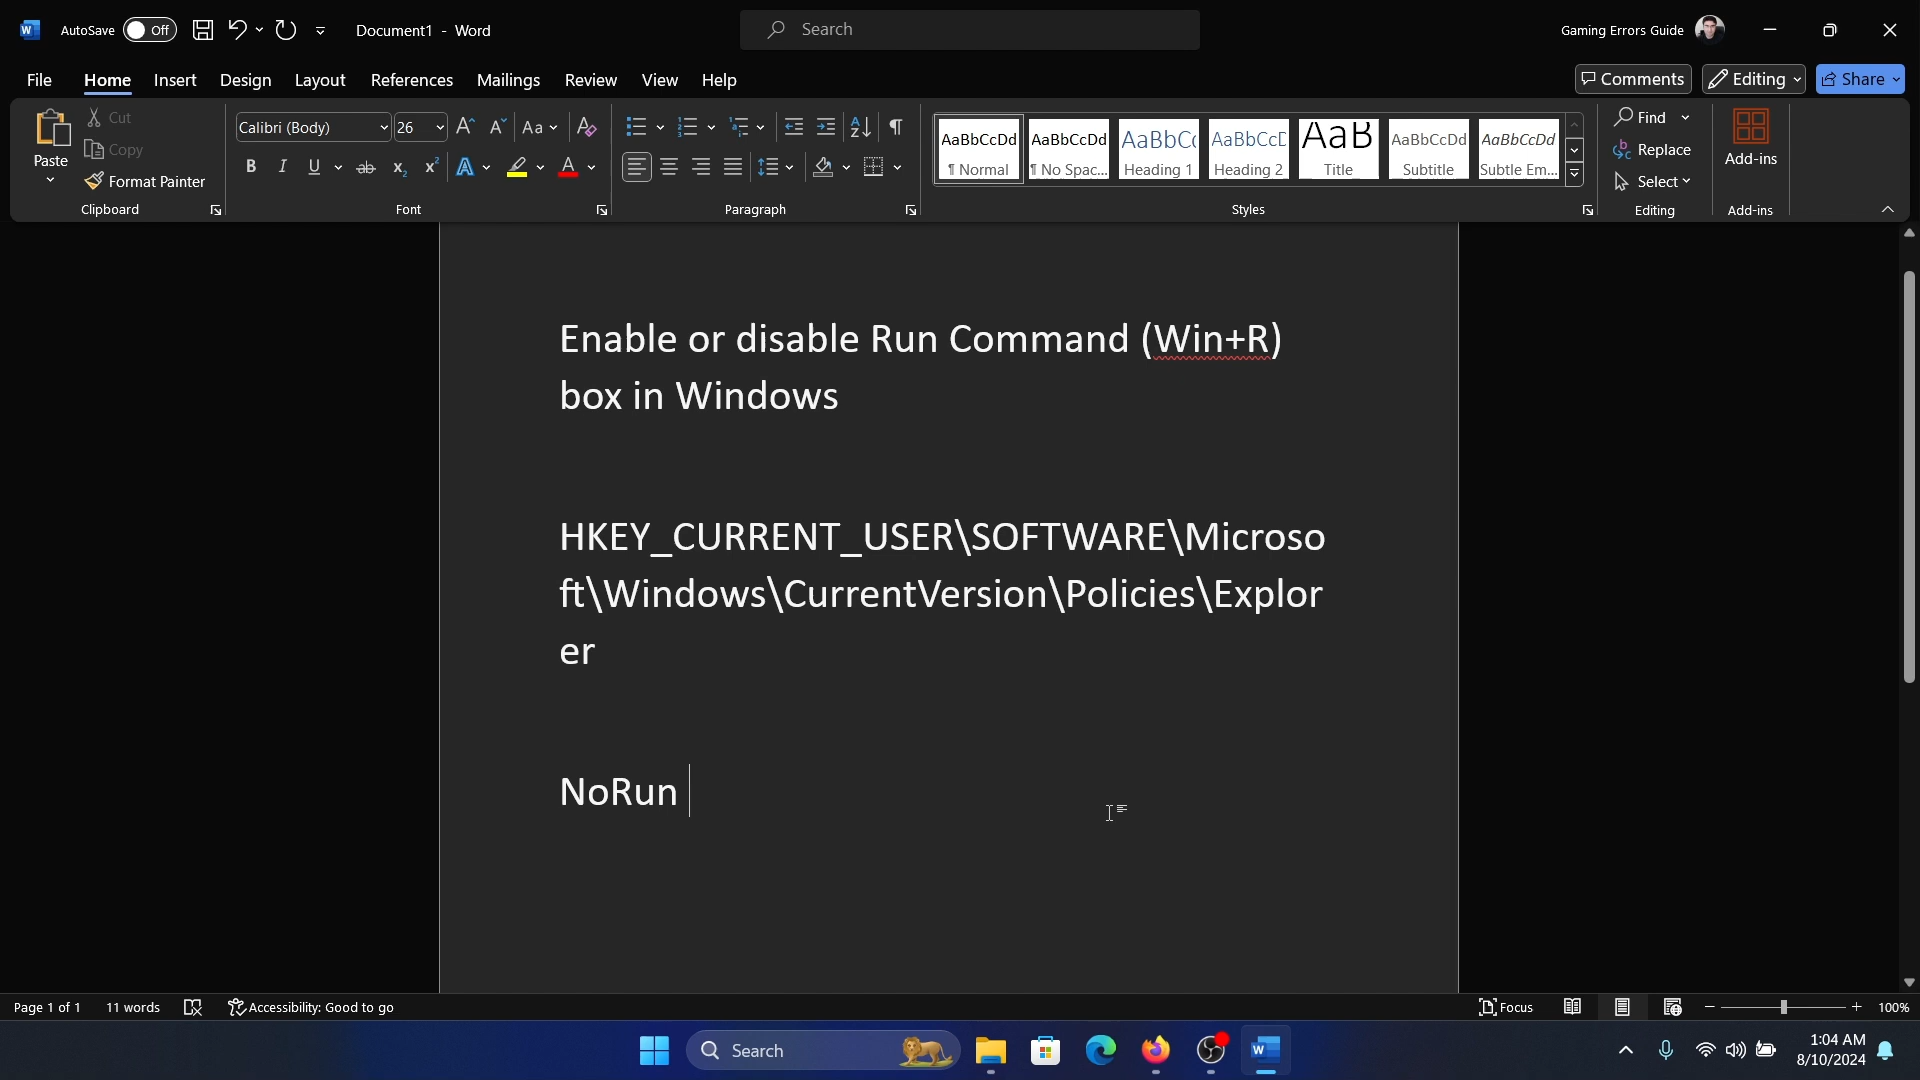 AutoSave Off Document1 - Word Search Gaming Errors Guide
File Home Insert Design Layout References Mailings Review View Help Comments Editing Share
Paste Cut Copy Format Painter Clipboard
Calibri (Body) 26 Aa Font
Paragraph
AaBbCcDd ¶ Normal
AaBbCcDd ¶ No Spac...
AaBbCc Heading 1
AaBbCcD Heading 2
AaB Title
AaBbCcDd Subtitle
AaBbCcDd Subtle Em...
Styles
Find Replace Select Editing
Add-ins
Add-ins
Enable or disable Run Command (Win+R)
box in Windows
HKEY_CURRENT_USER\SOFTWARE\Microso
ft\Windows\CurrentVersion\Policies\Explor
er
NoRun
Page 1 of 1 11 words Accessibility: Good to go Focus 100%
Search 1:04 AM
8/10/2024